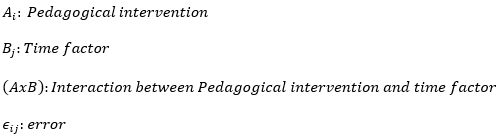 A_i: Pedagogical intervention
B_j: Time factor
(AxB): Interaction between Pedagogical intervention and time factor
ϵ_ij: error